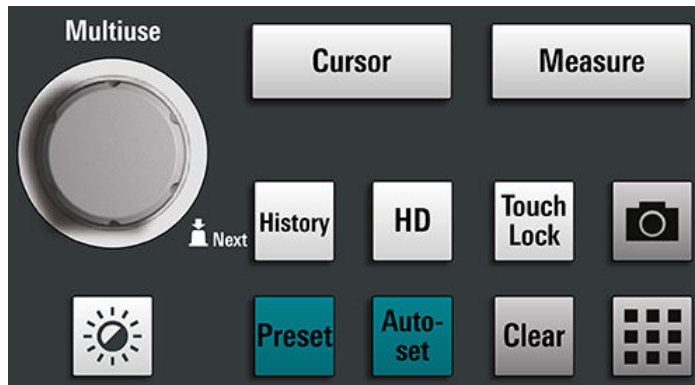 Multiuse
Cursor
Measure
Next
History
HD
Touch
Lock
Preset
Auto-
set
Clear